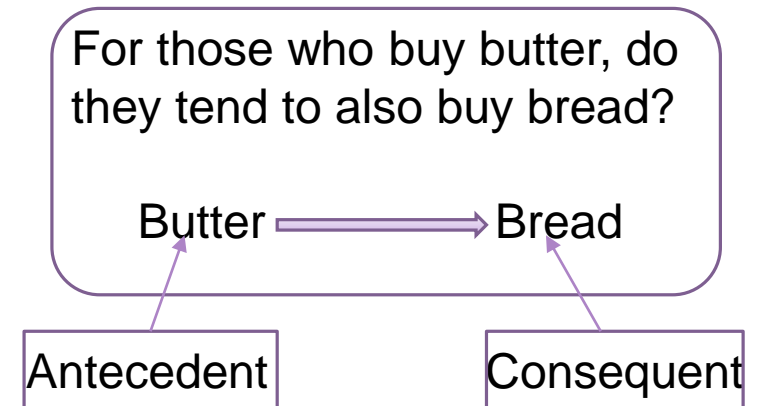 For those who buy butter, do
they tend to also buy bread?
Butter Bread
Antecedent Consequent